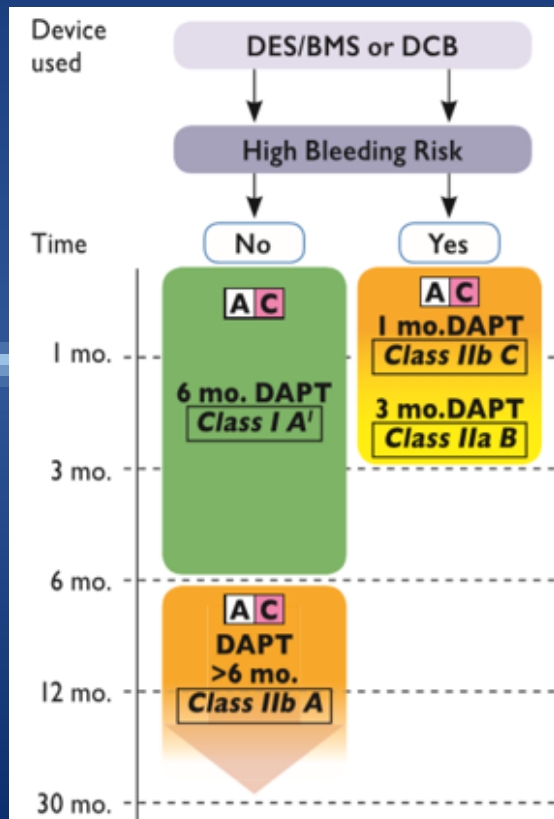 Device
used
DES/BMS or DCB
High Bleeding Risk
Time
No
Yes
A C
A C
1 mo.DAPT
Class IIb C
1 mo.
6 mo. DAPT
Class I A¹
3 mo.DAPT
Class IIa B
3 mo.
6 mo.
A C
DAPT
>6 mo.
Class IIb A
12 mo.
30 mo.